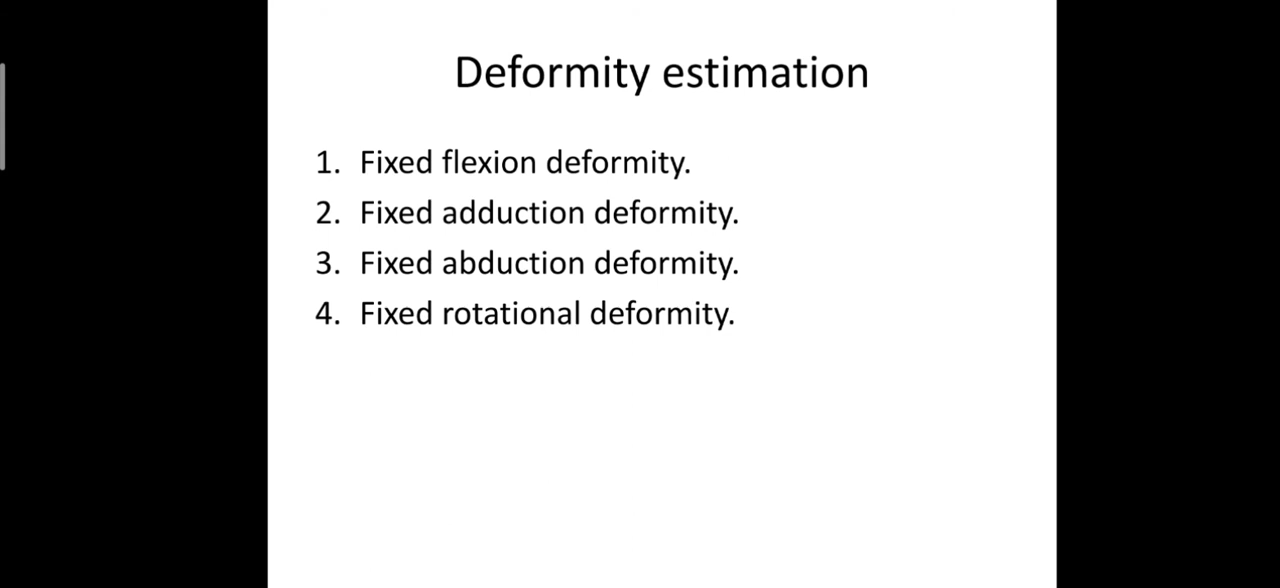 Deformity estimation
1. Fixed flexion deformity.
2. Fixed adduction deformity.
3. Fixed abduction deformity.
4. Fixed rotational deformity.